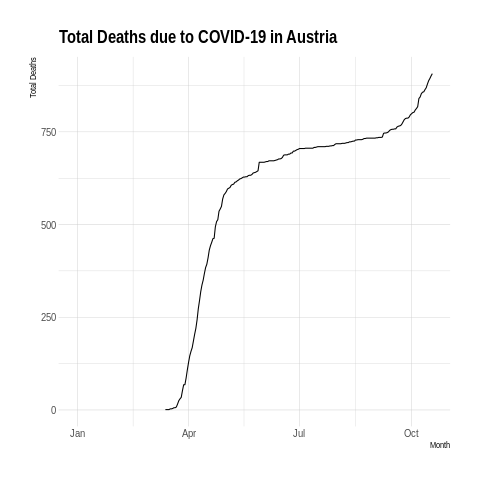 Total Deaths due to COVID-19 in Austria
Total Deaths
750
500
250
0
Jan Apr Jul Oct
Month